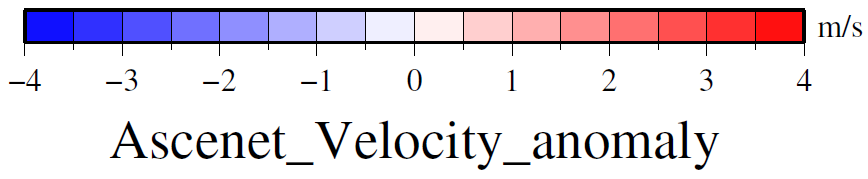 m/s
−4 −3 −2 −1 0 1 2 3 4
Ascenet_Velocity_anomaly